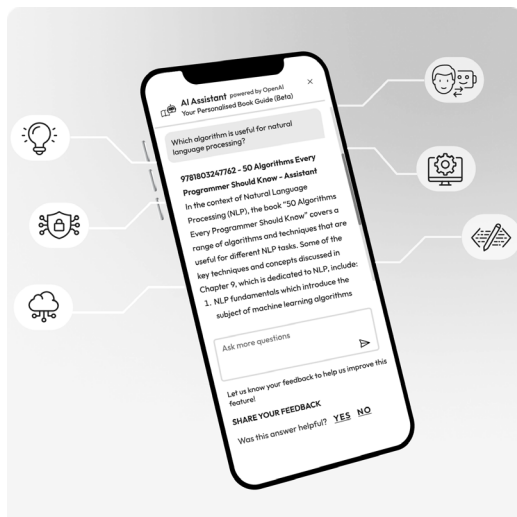 AI Assistant powered by OpenAI
Your Personalised Book Guide (Beta)
Which algorithm is useful for natural
language processing?
9781803247762 - 50 Algorithms Every
Programmer Should Know - Assistant
In the context of Natural Language
Processing (NLP), the book "50 Algorithms
Every Programmer Should Know" covers a
range of algorithms and techniques that are
useful for different NLP tasks. Some of the
key techniques and concepts discussed in
Chapter 9, which is dedicated to NLP, include:
1. NLP fundamentals which introduce the
subject of machine learning algorithms
Ask more questions
Let us know your feedback to help us improve this
feature!
SHARE YOUR FEEDBACK
Was this answer helpful? YES NO